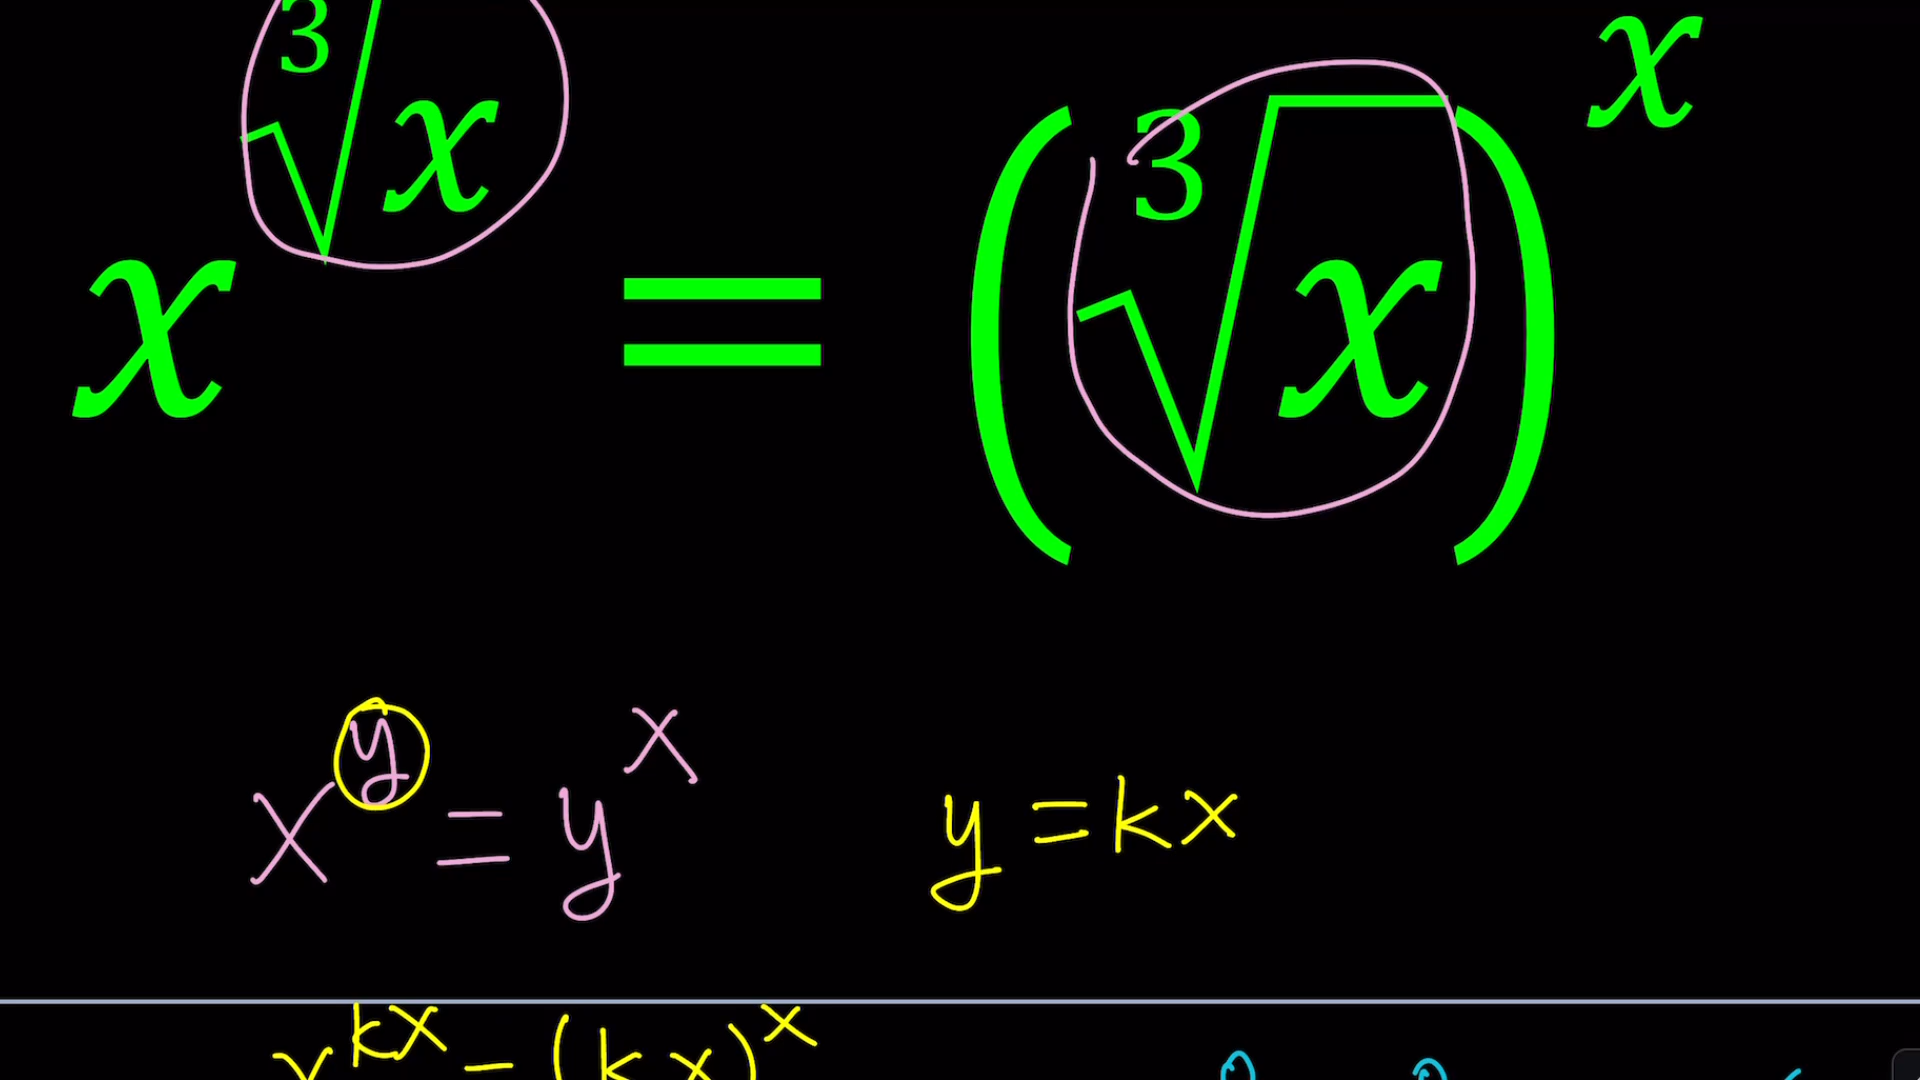 x^∛x = (∛x)^x
x^y = y^x   y = kx
x^kx = (kx)^x